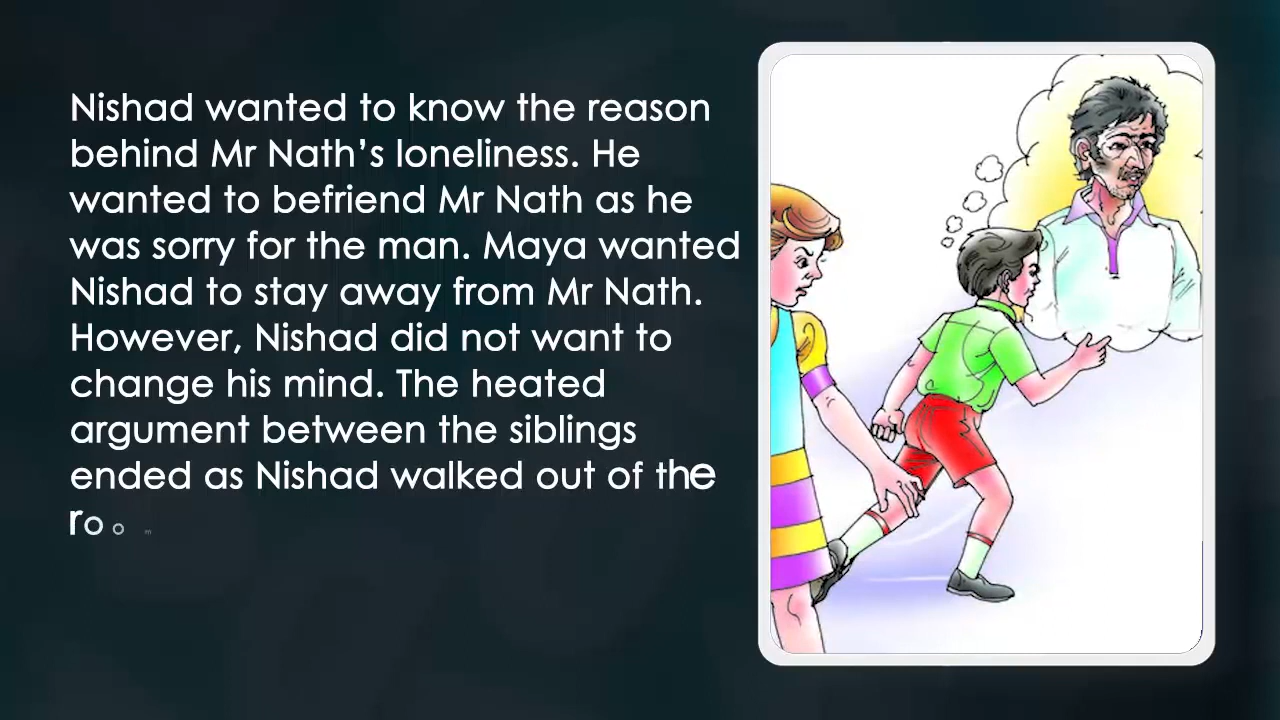 Nishad wanted to know the reason
behind Mr Nath's loneliness. He
wanted to befriend Mr Nath as he
was sorry for the man. Maya wanted
Nishad to stay away from Mr Nath.
However, Nishad did not want to
change his mind. The heated
argument between the siblings
ended as Nishad walked out of the
room